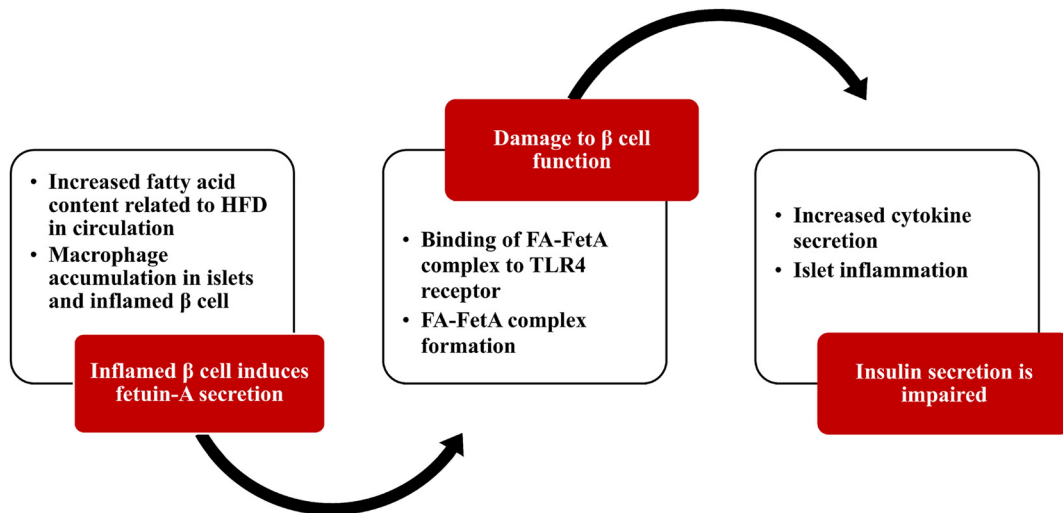 • Increased fatty acid
content related to HFD
in circulation
• Macrophage
accumulation in islets
and inflamed β cell
Inflamed β cell induces
fetuin-A secretion
Damage to β cell
function
• Binding of FA-FetA
complex to TLR4
receptor
• FA-FetA complex
formation
• Increased cytokine
secretion
• Islet inflammation
Insulin secretion is
impaired